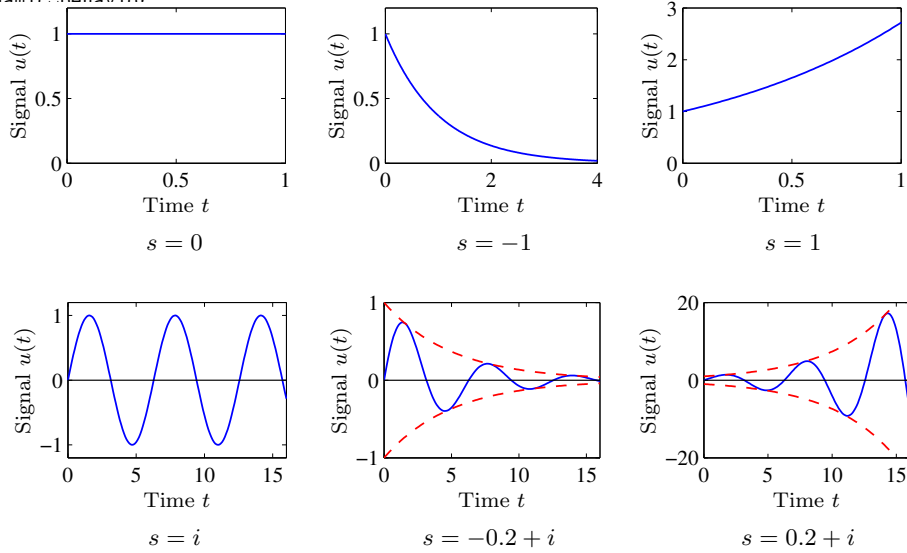 1
0.5
0
0
0.5
1
Signal u(t)
Time t
s = 0
1
0.5
0
0
2
4
Signal u(t)
Time t
s = −1
3
2
1
0
0
0.5
1
Signal u(t)
Time t
s = 1
1
0
−1
0
5
10
15
Signal u(t)
Time t
s = i
1
0
−1
0
5
10
15
Signal u(t)
Time t
s = −0.2 + i
20
0
−20
0
5
10
15
Signal u(t)
Time t
s = 0.2 + i